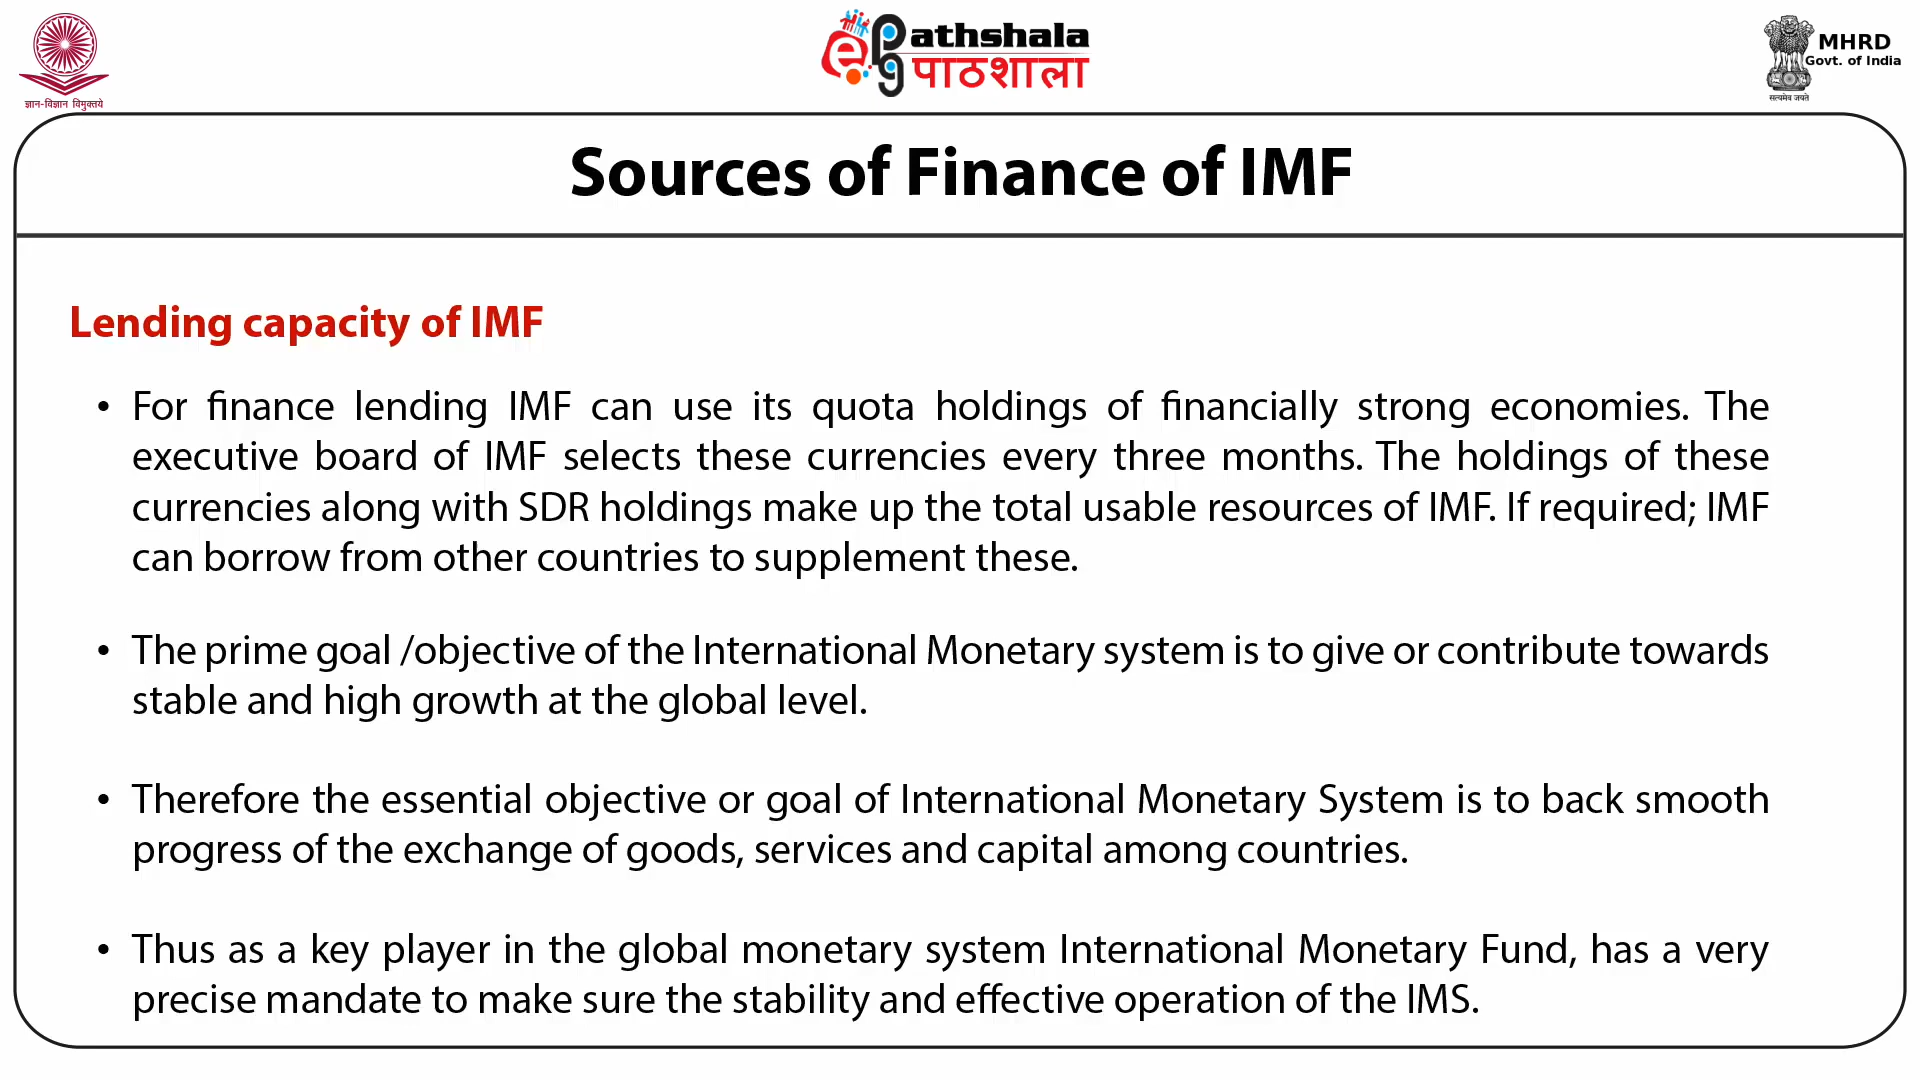 ज्ञान-विज्ञान विमुक्तये
e Pathshala
पाठशाला
MHRD
Govt. of India
सत्यमेव जयते
Sources of Finance of IMF
Lending capacity of IMF
• For finance lending IMF can use its quota holdings of financially strong economies. The
executive board of IMF selects these currencies every three months. The holdings of these
currencies along with SDR holdings make up the total usable resources of IMF. If required; IMF
can borrow from other countries to supplement these.
• The prime goal /objective of the International Monetary system is to give or contribute towards
stable and high growth at the global level.
• Therefore the essential objective or goal of International Monetary System is to back smooth
progress of the exchange of goods, services and capital among countries.
• Thus as a key player in the global monetary system International Monetary Fund, has a very
precise mandate to make sure the stability and effective operation of the IMS.